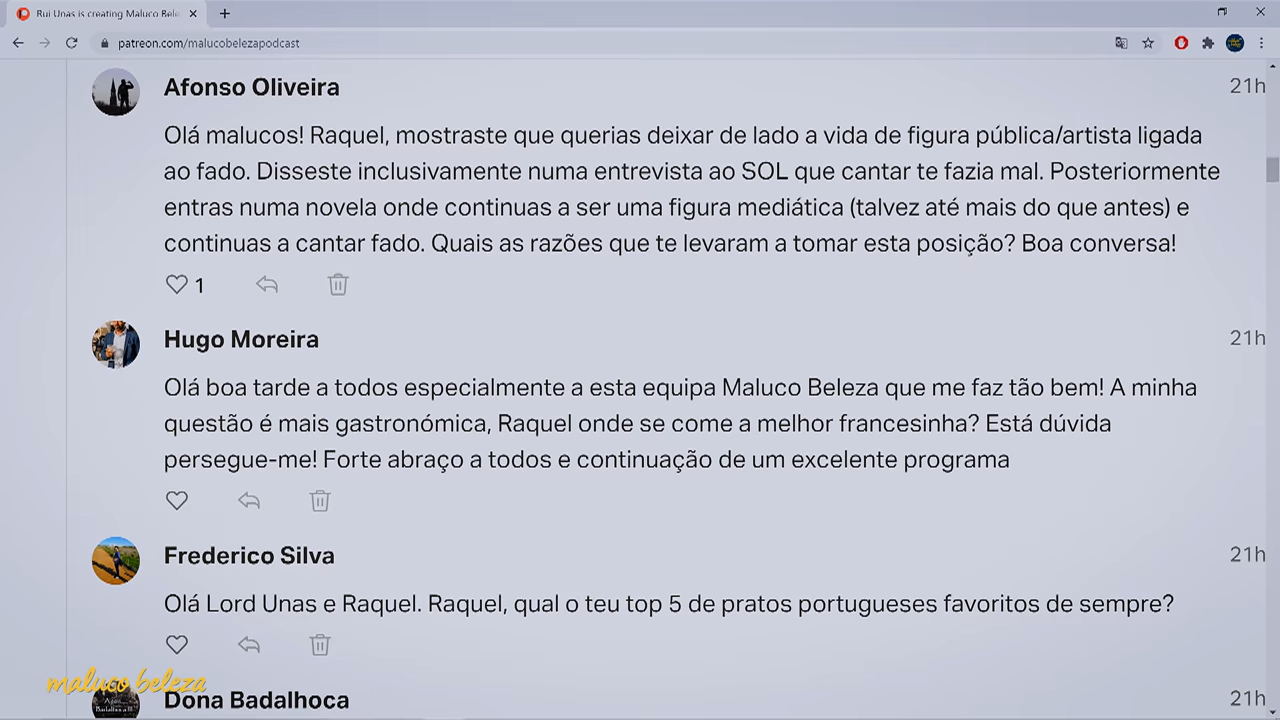 Rui Unas is creating Maluco Bele
patreon.com/malucobelezapodcast
Afonso Oliveira
21h
Olá malucos! Raquel, mostraste que querias deixar de lado a vida de figura pública/artista ligada
ao fado. Disseste inclusivamente numa entrevista ao SOL que cantar te fazia mal. Posteriormente
entras numa novela onde continuas a ser uma figura mediática (talvez até mais do que antes) e
continuas a cantar fado. Quais as razões que te levaram a tomar esta posição? Boa conversa!
1
Hugo Moreira
21h
Olá boa tarde a todos especialmente a esta equipa Maluco Beleza que me faz tão bem! A minha
questão é mais gastronómica, Raquel onde se come a melhor francesinha? Está dúvida
persegue-me! Forte abraço a todos e continuação de um excelente programa
Frederico Silva
21h
Olá Lord Unas e Raquel. Raquel, qual o teu top 5 de pratos portugueses favoritos de sempre?
maluco beleza
Dona Badalhoca
21h